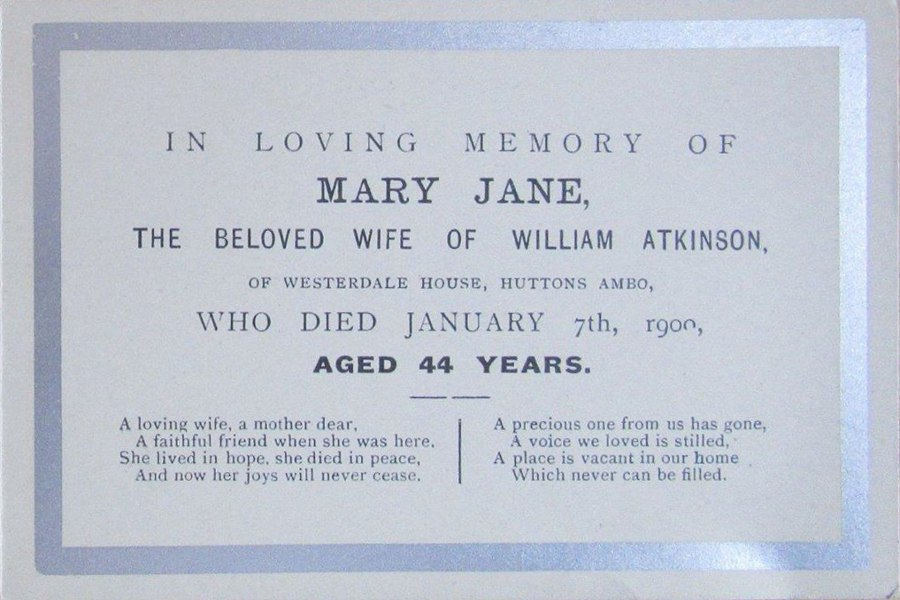 IN LOVING MEMORY OF
MARY JANE,
THE BELOVED WIFE OF WILLIAM ATKINSON,
OF WESTERDALE HOUSE, HUTTONS AMBO,
WHO DIED JANUARY 7th, 1900,
AGED 44 YEARS.
A loving wife, a mother dear,
A faithful friend when she was here,
She lived in hope, she died in peace,
And now her joys will never cease.
A precious one from us has gone,
A voice we loved is stilled,
A place is vacant in our home
Which never can be filled.